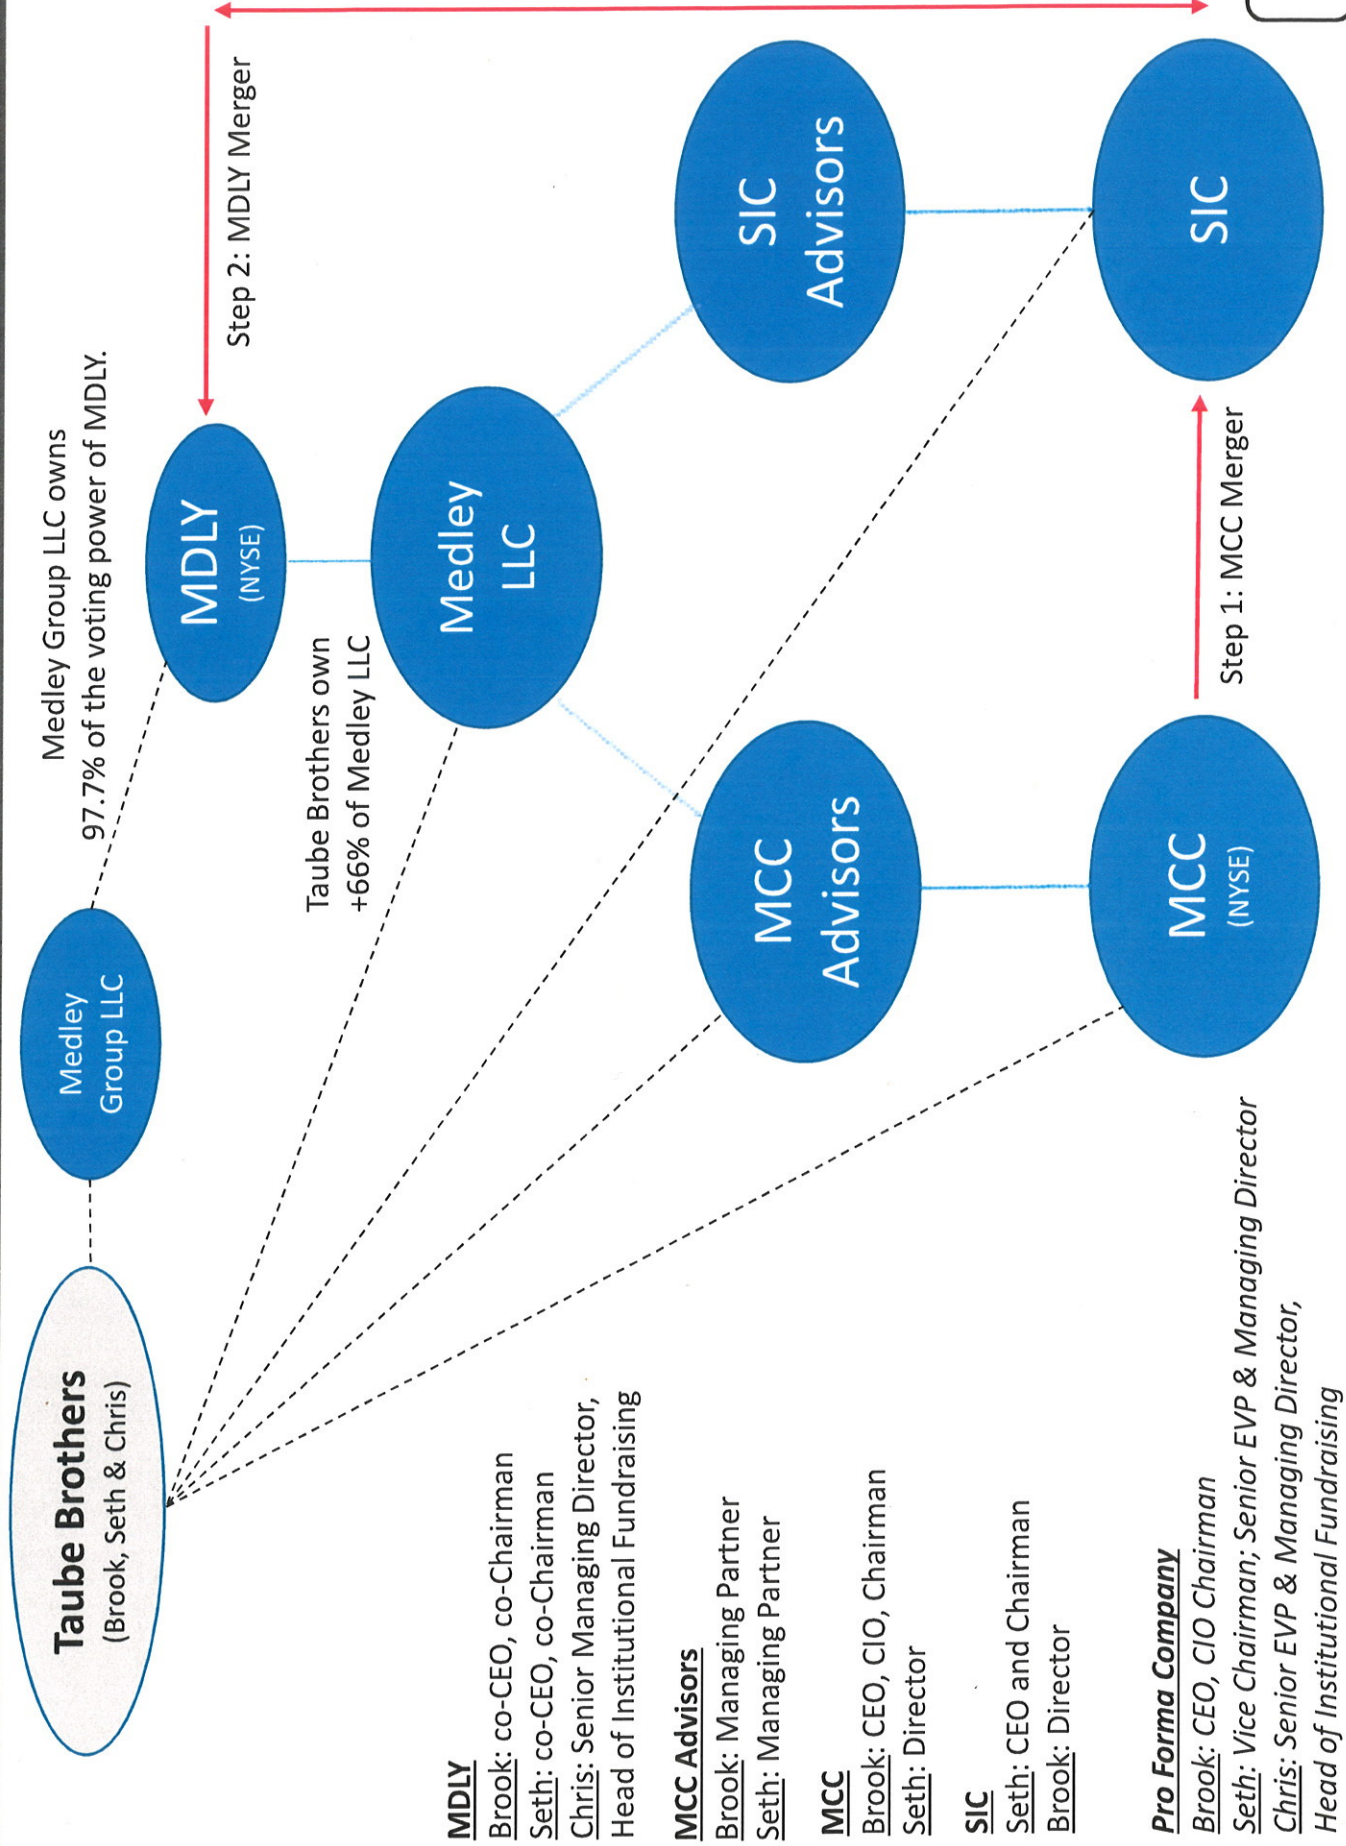 Taube Brothers
(Brook, Seth & Chris)
Medley
Group LLC
Medley Group LLC owns
97.7% of the voting power of MDLY.
MDLY
(NYSE)
Step 2: MDLY Merger
Taube Brothers own
+66% of Medley LLC
Medley
LLC
MCC
Advisors
SIC
Advisors
MCC
(NYSE)
Step 1: MCC Merger
SIC
MDLY
Brook: co-CEO, co-Chairman
Seth: co-CEO, co-Chairman
Chris: Senior Managing Director,
Head of Institutional Fundraising
MCC Advisors
Brook: Managing Partner
Seth: Managing Partner
MCC
Brook: CEO, CIO, Chairman
Seth: Director
SIC
Seth: CEO and Chairman
Brook: Director
Pro Forma Company
Brook: CEO, CIO Chairman
Seth: Vice Chairman; Senior EVP & Managing Director
Chris: Senior EVP & Managing Director,
Head of Institutional Fundraising